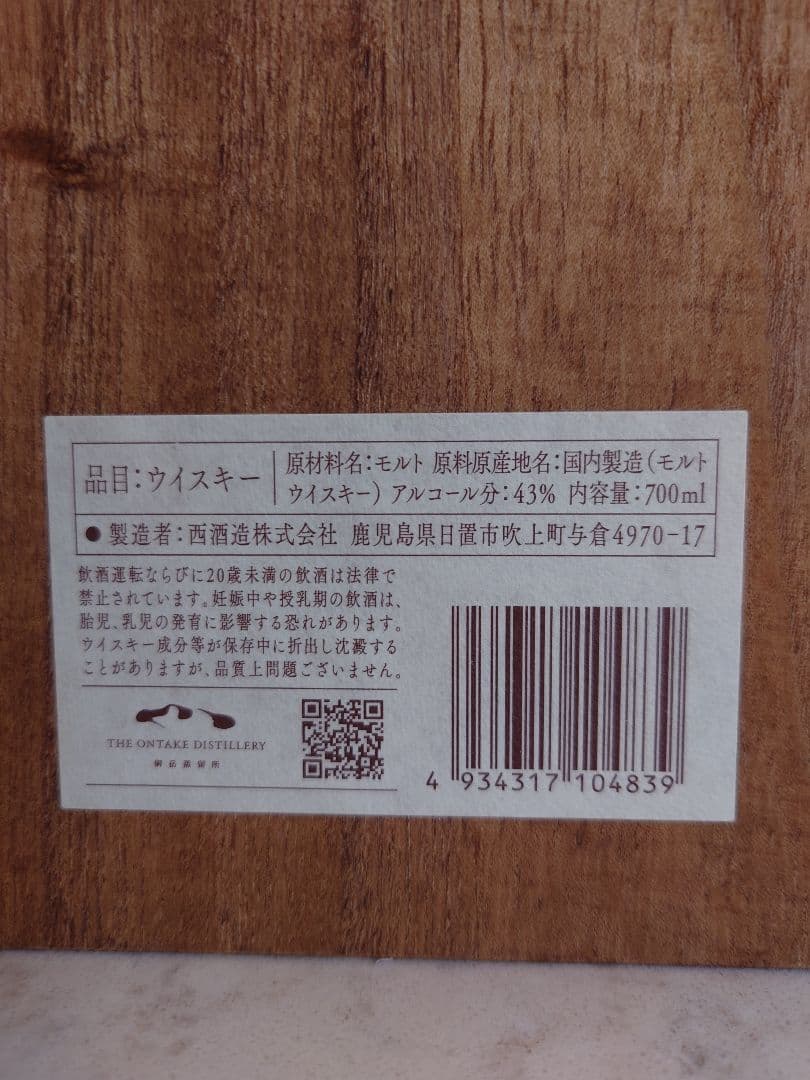 品目：ウイスキー
原材料名：モルト 原料原産地名：国内製造（モルト
ウイスキー） アルコール分：43% 内容量：700ml
● 製造者：西酒造株式会社 鹿児島県日置市吹上町与倉4970-17
飲酒運転ならびに20歳未満の飲酒は法律で
禁止されています。妊娠中や授乳期の飲酒は、
胎児、乳児の発育に影響する恐れがあります。
ウイスキー成分等が保存中に折出し沈澱する
ことがありますが、品質上問題ございません。
THE ONTAKE DISTILLERY
御岳蒸留所
4 934317 104839